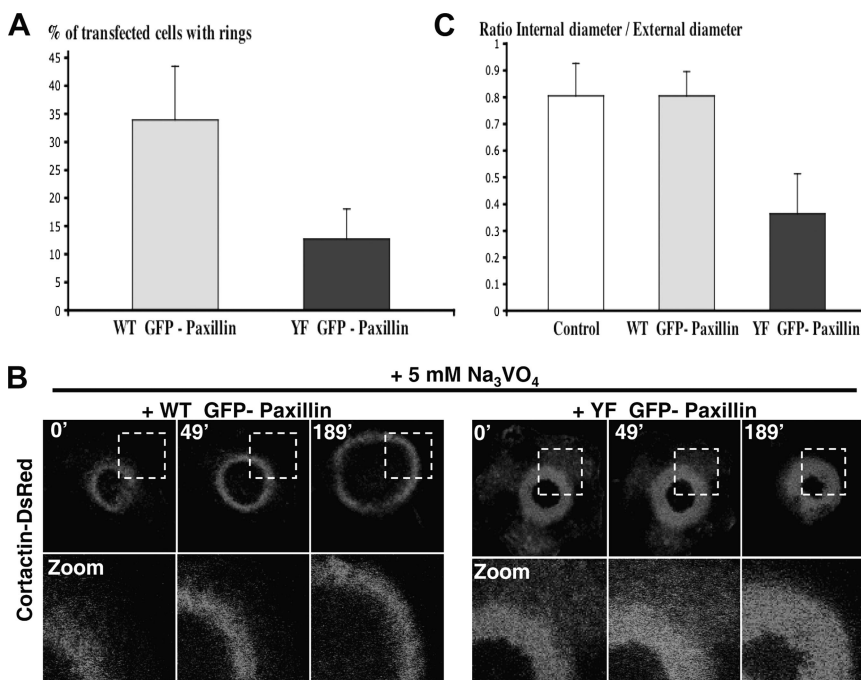 A
% of transfected cells with rings
45
40
35
30
25
20
15
10
5
0
WT GFP - Paxillin
YF GFP - Paxillin
C
Ratio Internal diameter / External diameter
1
0.9
0.8
0.7
0.6
0.5
0.4
0.3
0.2
0.1
0
Control
WT GFP- Paxillin
YF GFP- Paxillin
B
+ 5 mM Na₃VO₄
+ WT GFP- Paxillin
+ YF GFP- Paxillin
Cortactin-DsRed
0’
49’
189’
0’
49’
189’
Zoom
Zoom